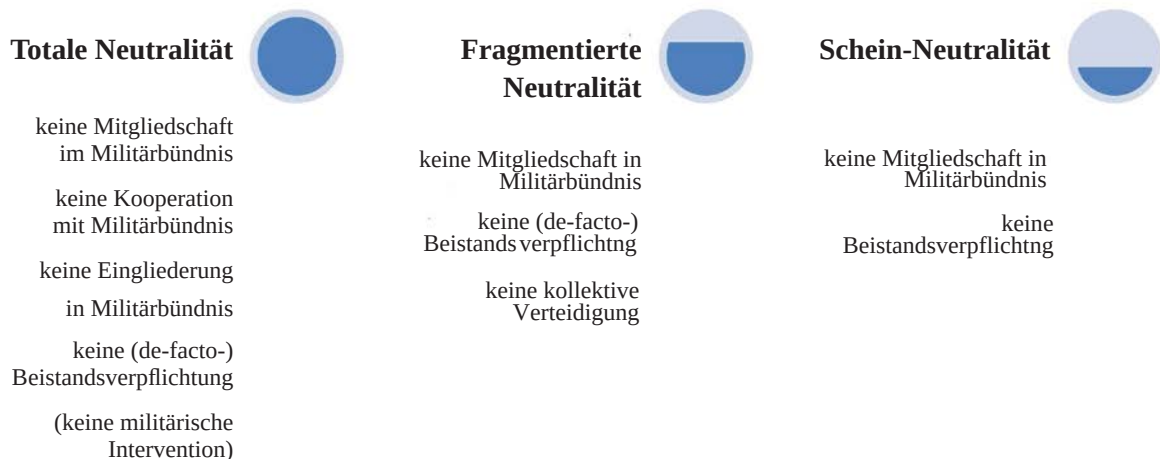 Totale Neutralität
keine Mitgliedschaft
im Militärbündnis
keine Kooperation
mit Militärbündnis
keine Eingliederung
in Militärbündnis
keine (de-facto-)
Beistandsverpflichtung
(keine militärische
Intervention)
Fragmentierte
Neutralität
keine Mitgliedschaft in
Militärbündnis
keine (de-facto-)
Beistandsverpflichtng
keine kollektive
Verteidigung
Schein-Neutralität
keine Mitgliedschaft in
Militärbündnis
keine
Beistandsverpflichtng